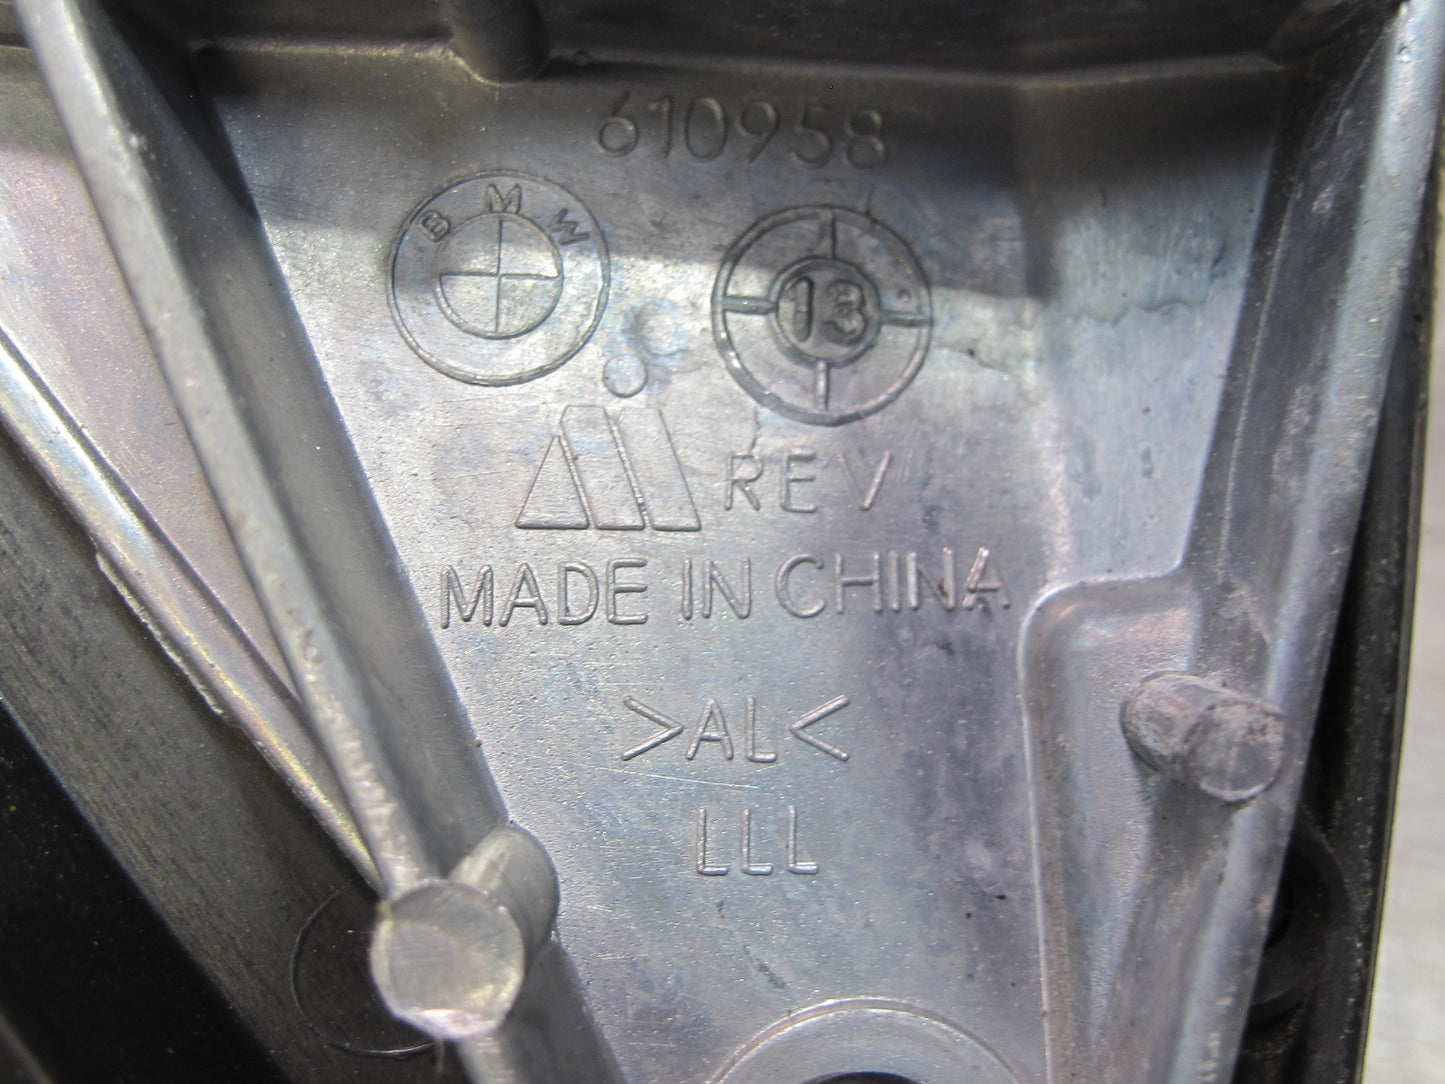 610958
BMW
13
REV
MADE IN CHINA
>AL<
LLL